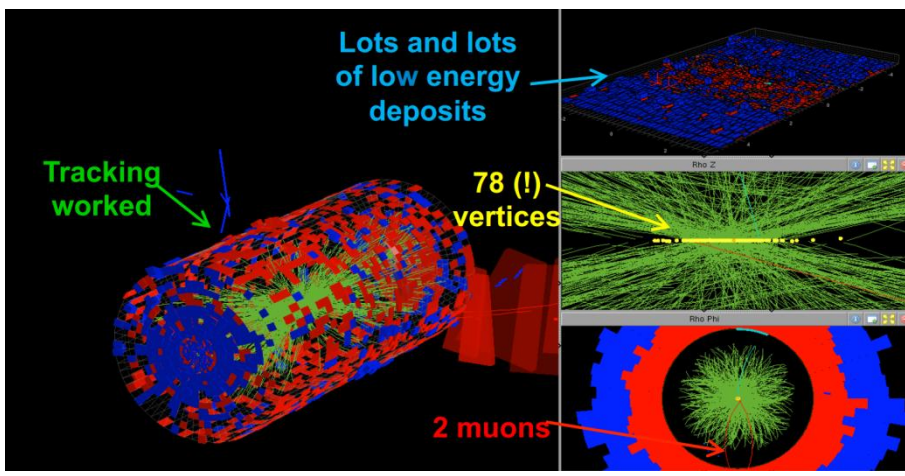 Lots and lots
of low energy
deposits
Tracking
worked
78 (!)
vertices
Rho Z
Rho Phi
2 muons